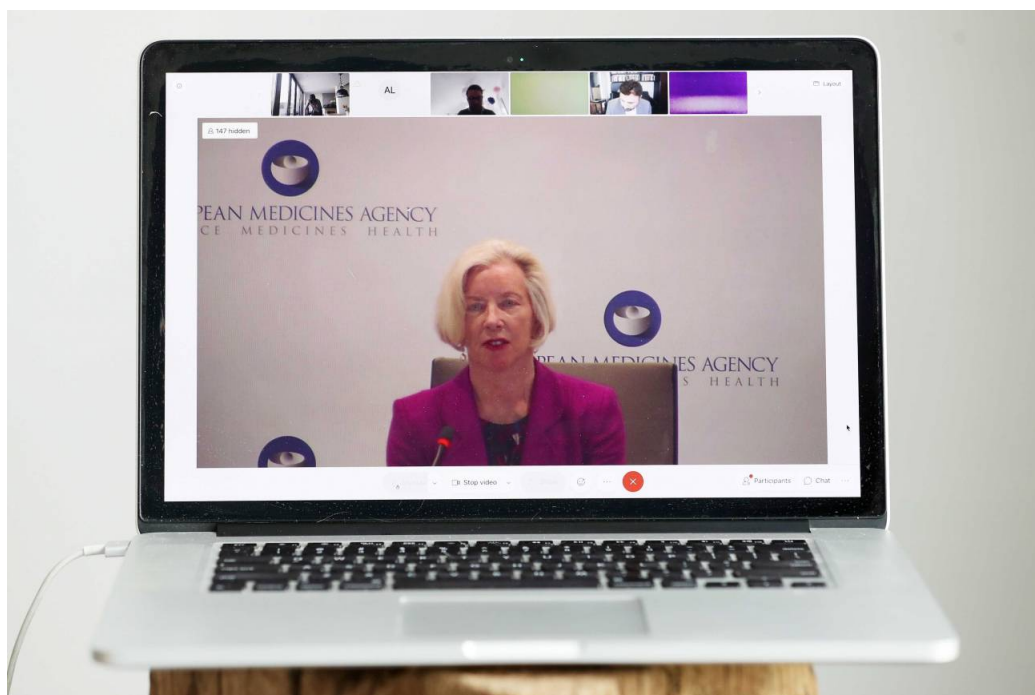 AL
Layout
147 hidden
PEAN MEDICINES AGENCY
CE MEDICINES HEALTH
PEAN MEDICINES AGENCY
S HEALTH
Stop video
Participants
Chat